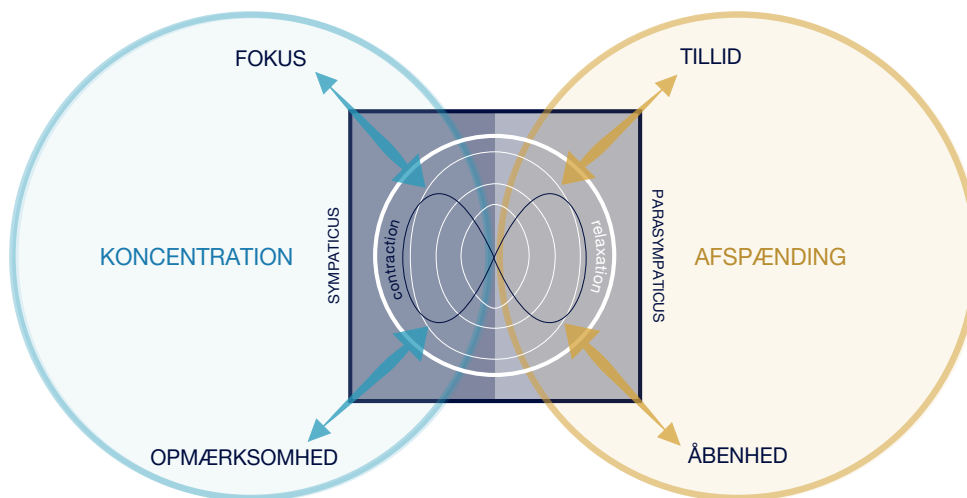 FOKUS
TILLID
SYMPATICUS
contraction
relaxation
PARASYMPATICUS
KONCENTRATION
AFSPÆNDING
OPMÆRKSOMHED
ÅBENHED